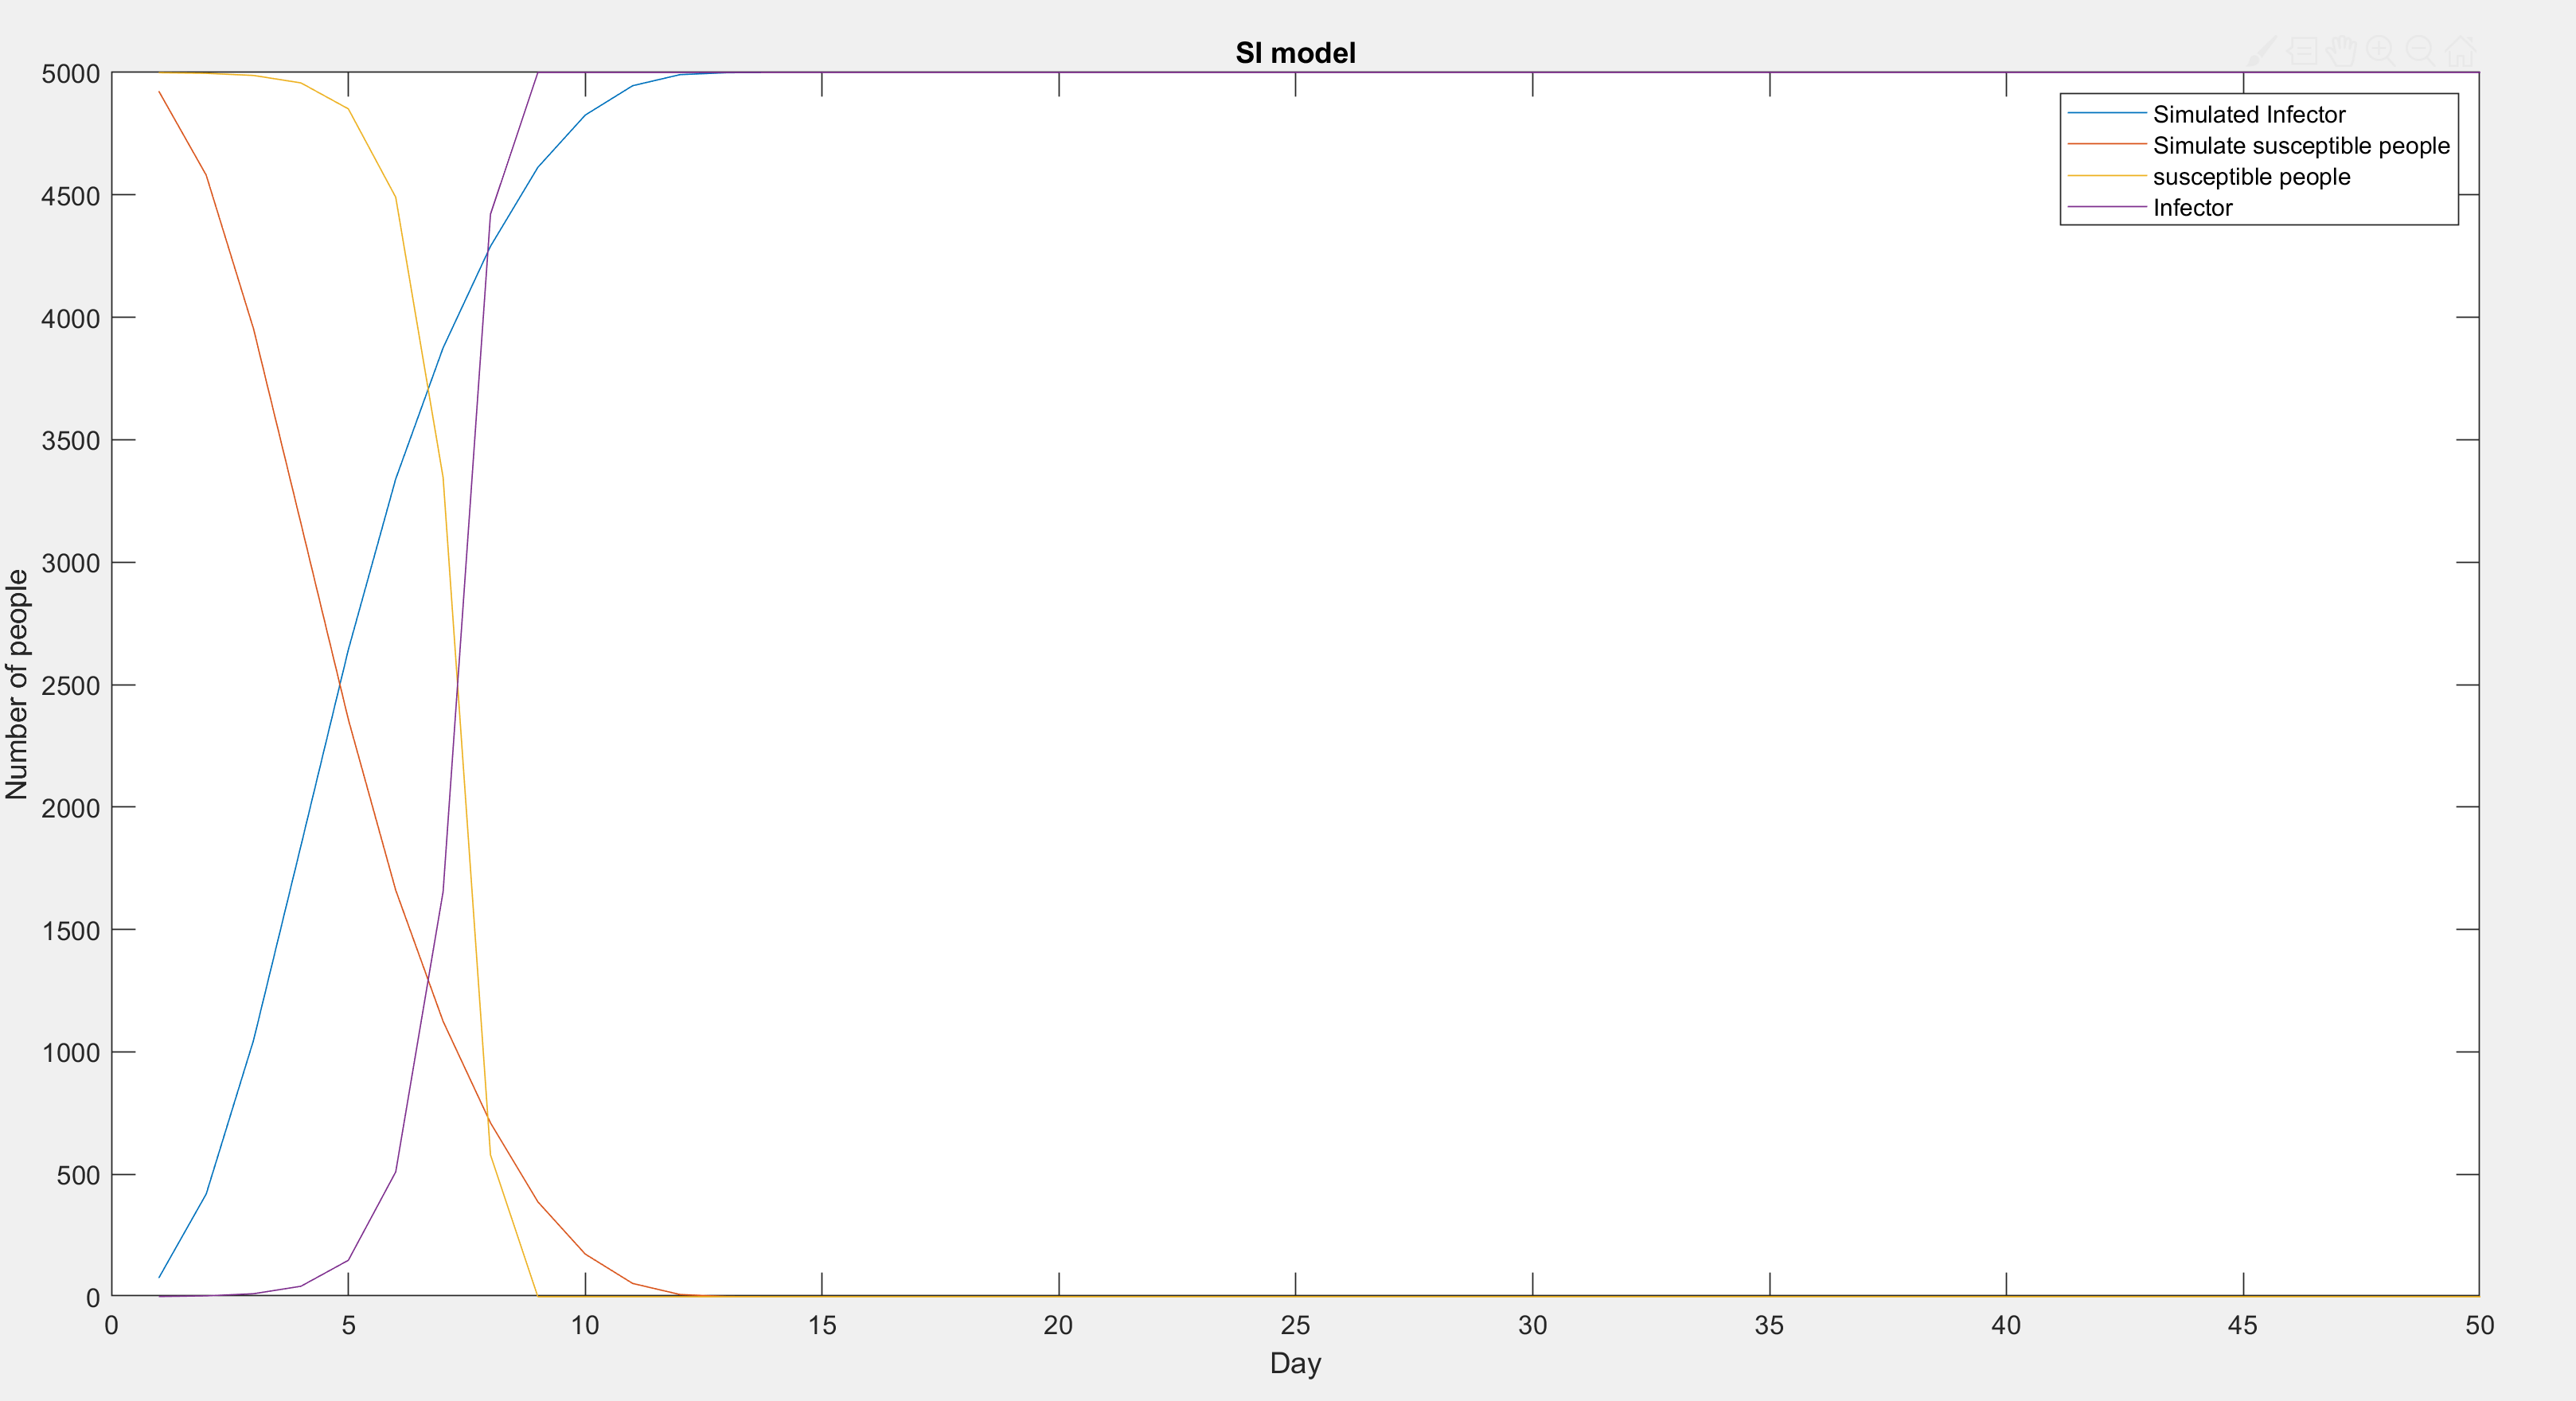 SI model
5000
4500
4000
3500
3000
2500
2000
1500
1000
500
0
Number of people
Simulated Infector
Simulate susceptible people
susceptible people
Infector
0 5 10 15 20 25 30 35 40 45 50
Day